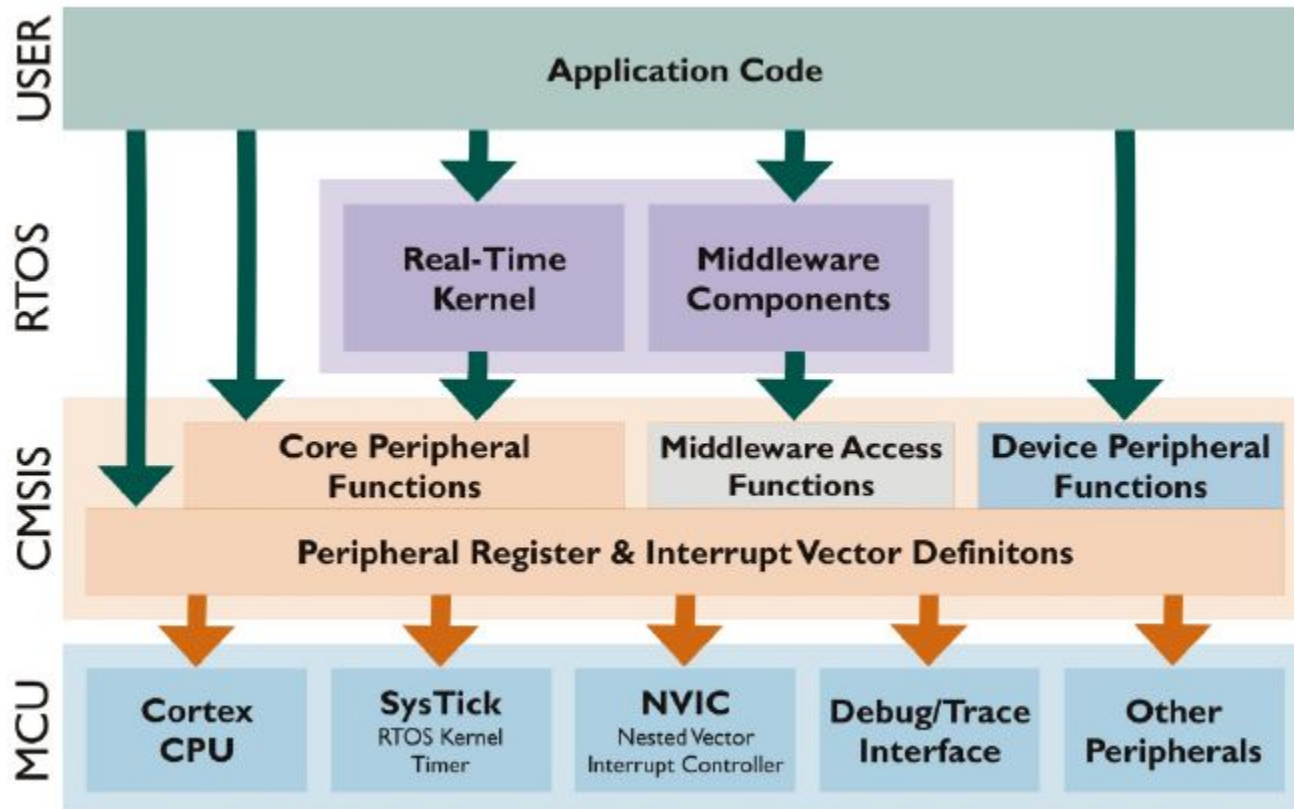 USER
Application Code
RTOS
Real-Time
Kernel
Middleware
Components
CMSIS
Core Peripheral
Functions
Middleware Access
Functions
Device Peripheral
Functions
Peripheral Register & Interrupt Vector Definitons
MCU
Cortex
CPU
SysTick
RTOS Kernel
Timer
NVIC
Nested Vector
Interrupt Controller
Debug/Trace
Interface
Other
Peripherals